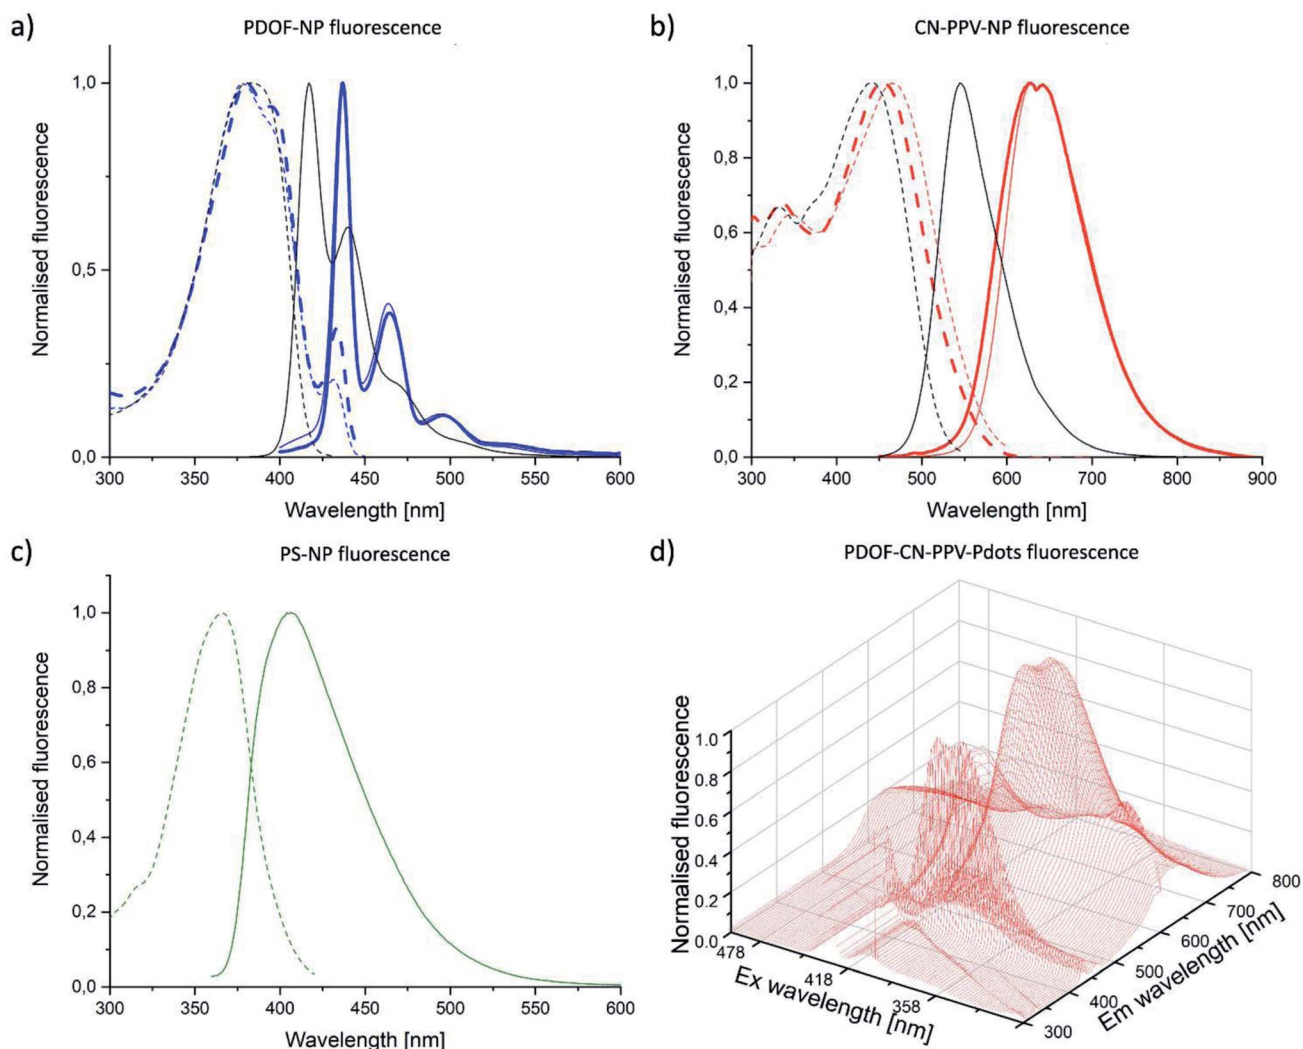 a)
PDOF-NP fluorescence
Normalised fluorescence
1,0
0,5
0,0
300 350 400 450 500 550 600
Wavelength [nm]
b)
CN-PPV-NP fluorescence
Normalised fluorescence
1,0
0,8
0,6
0,4
0,2
0,0
300 400 500 600 700 800 900
Wavelength [nm]
c)
PS-NP fluorescence
Normalised fluorescence
1,0
0,8
0,6
0,4
0,2
0,0
300 350 400 450 500 550 600
Wavelength [nm]
d)
PDOF-CN-PPV-Pdots fluorescence
Normalised fluorescence
1.0
0.8
0.6
0.4
0.2
0.0
478 418 358
Ex wavelength [nm]
300 400 500 600 700 800
Em wavelength [nm]